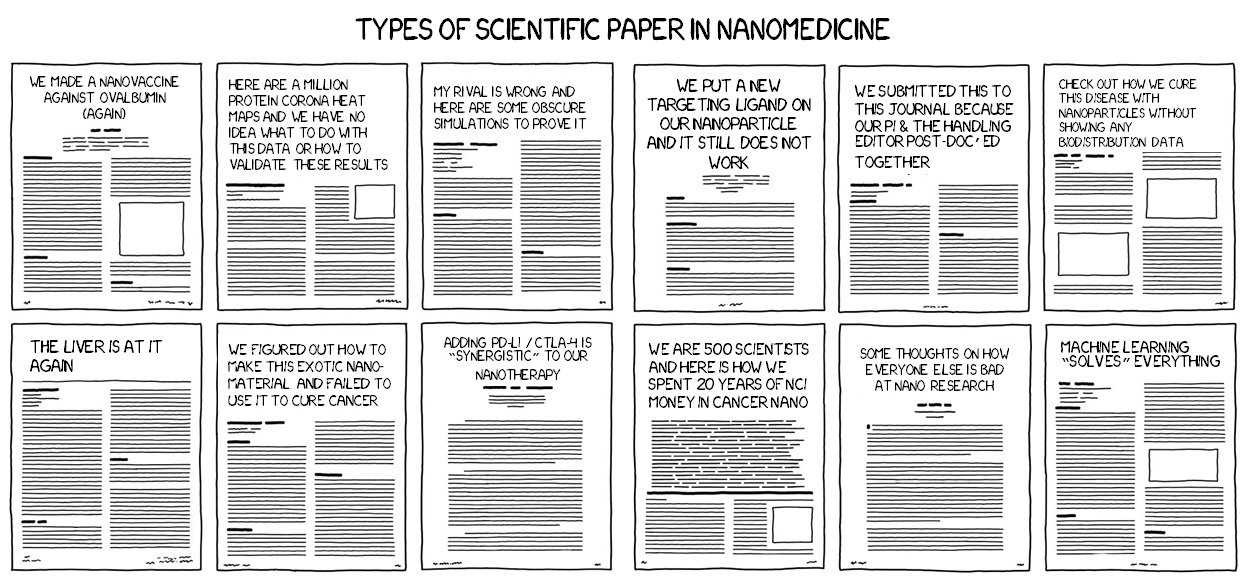 TYPES OF SCIENTIFIC PAPER IN NANOMEDICINE
WE MADE A NANOVACCINE
AGAINST OVALBUMIN
(AGAIN)
HERE ARE A MILLION
PROTEIN CORONA HEAT
MAPS AND WE HAVE NO
IDEA WHAT TO DO WITH
THIS DATA OR HOW TO
VALIDATE THESE RESULTS
MY RIVAL IS WRONG AND
HERE ARE SOME OBSCURE
SIMULATIONS TO PROVE IT
WE PUT A NEW
TARGETING LIGAND ON
OUR NANOPARTICLE
AND IT STILL DOES NOT
WORK
WE SUBMITTED THIS TO
THIS JOURNAL BECAUSE
OUR PI & THE HANDLING
EDITOR POST-DOC'ED
TOGETHER
CHECK OUT HOW WE CURE
THIS DISEASE WITH
NANOPARTICLES WITHOUT
SHOWING ANY
BIODISTRIBUTION DATA
THE LIVER IS AT IT
AGAIN
WE FIGURED OUT HOW TO
MAKE THIS EXOTIC NANO-
MATERIAL AND FAILED TO
USE IT TO CURE CANCER
ADDING PD-L1 / CTLA-4 IS
"SYNERGISTIC" TO OUR
NANOTHERAPY
WE ARE 500 SCIENTISTS
AND HERE IS HOW WE
SPENT 20 YEARS OF NCI
MONEY IN CANCER NANO
SOME THOUGHTS ON HOW
EVERYONE ELSE IS BAD
AT NANO RESEARCH
MACHINE LEARNING
"SOLVES" EVERYTHING